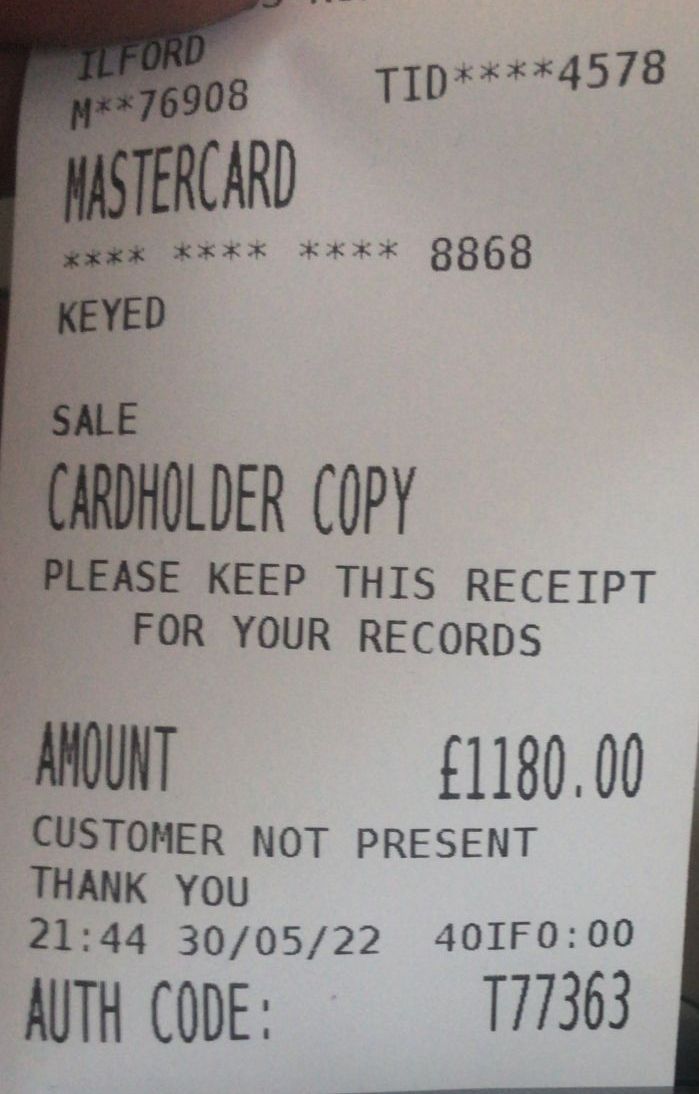 ILFORD
M**76908 TID****4578
MASTERCARD
**** **** **** 8868
KEYED
SALE
CARDHOLDER COPY
PLEASE KEEP THIS RECEIPT
FOR YOUR RECORDS
AMOUNT £1180.00
CUSTOMER NOT PRESENT
THANK YOU
21:44 30/05/22 40IF0:00
AUTH CODE: T77363